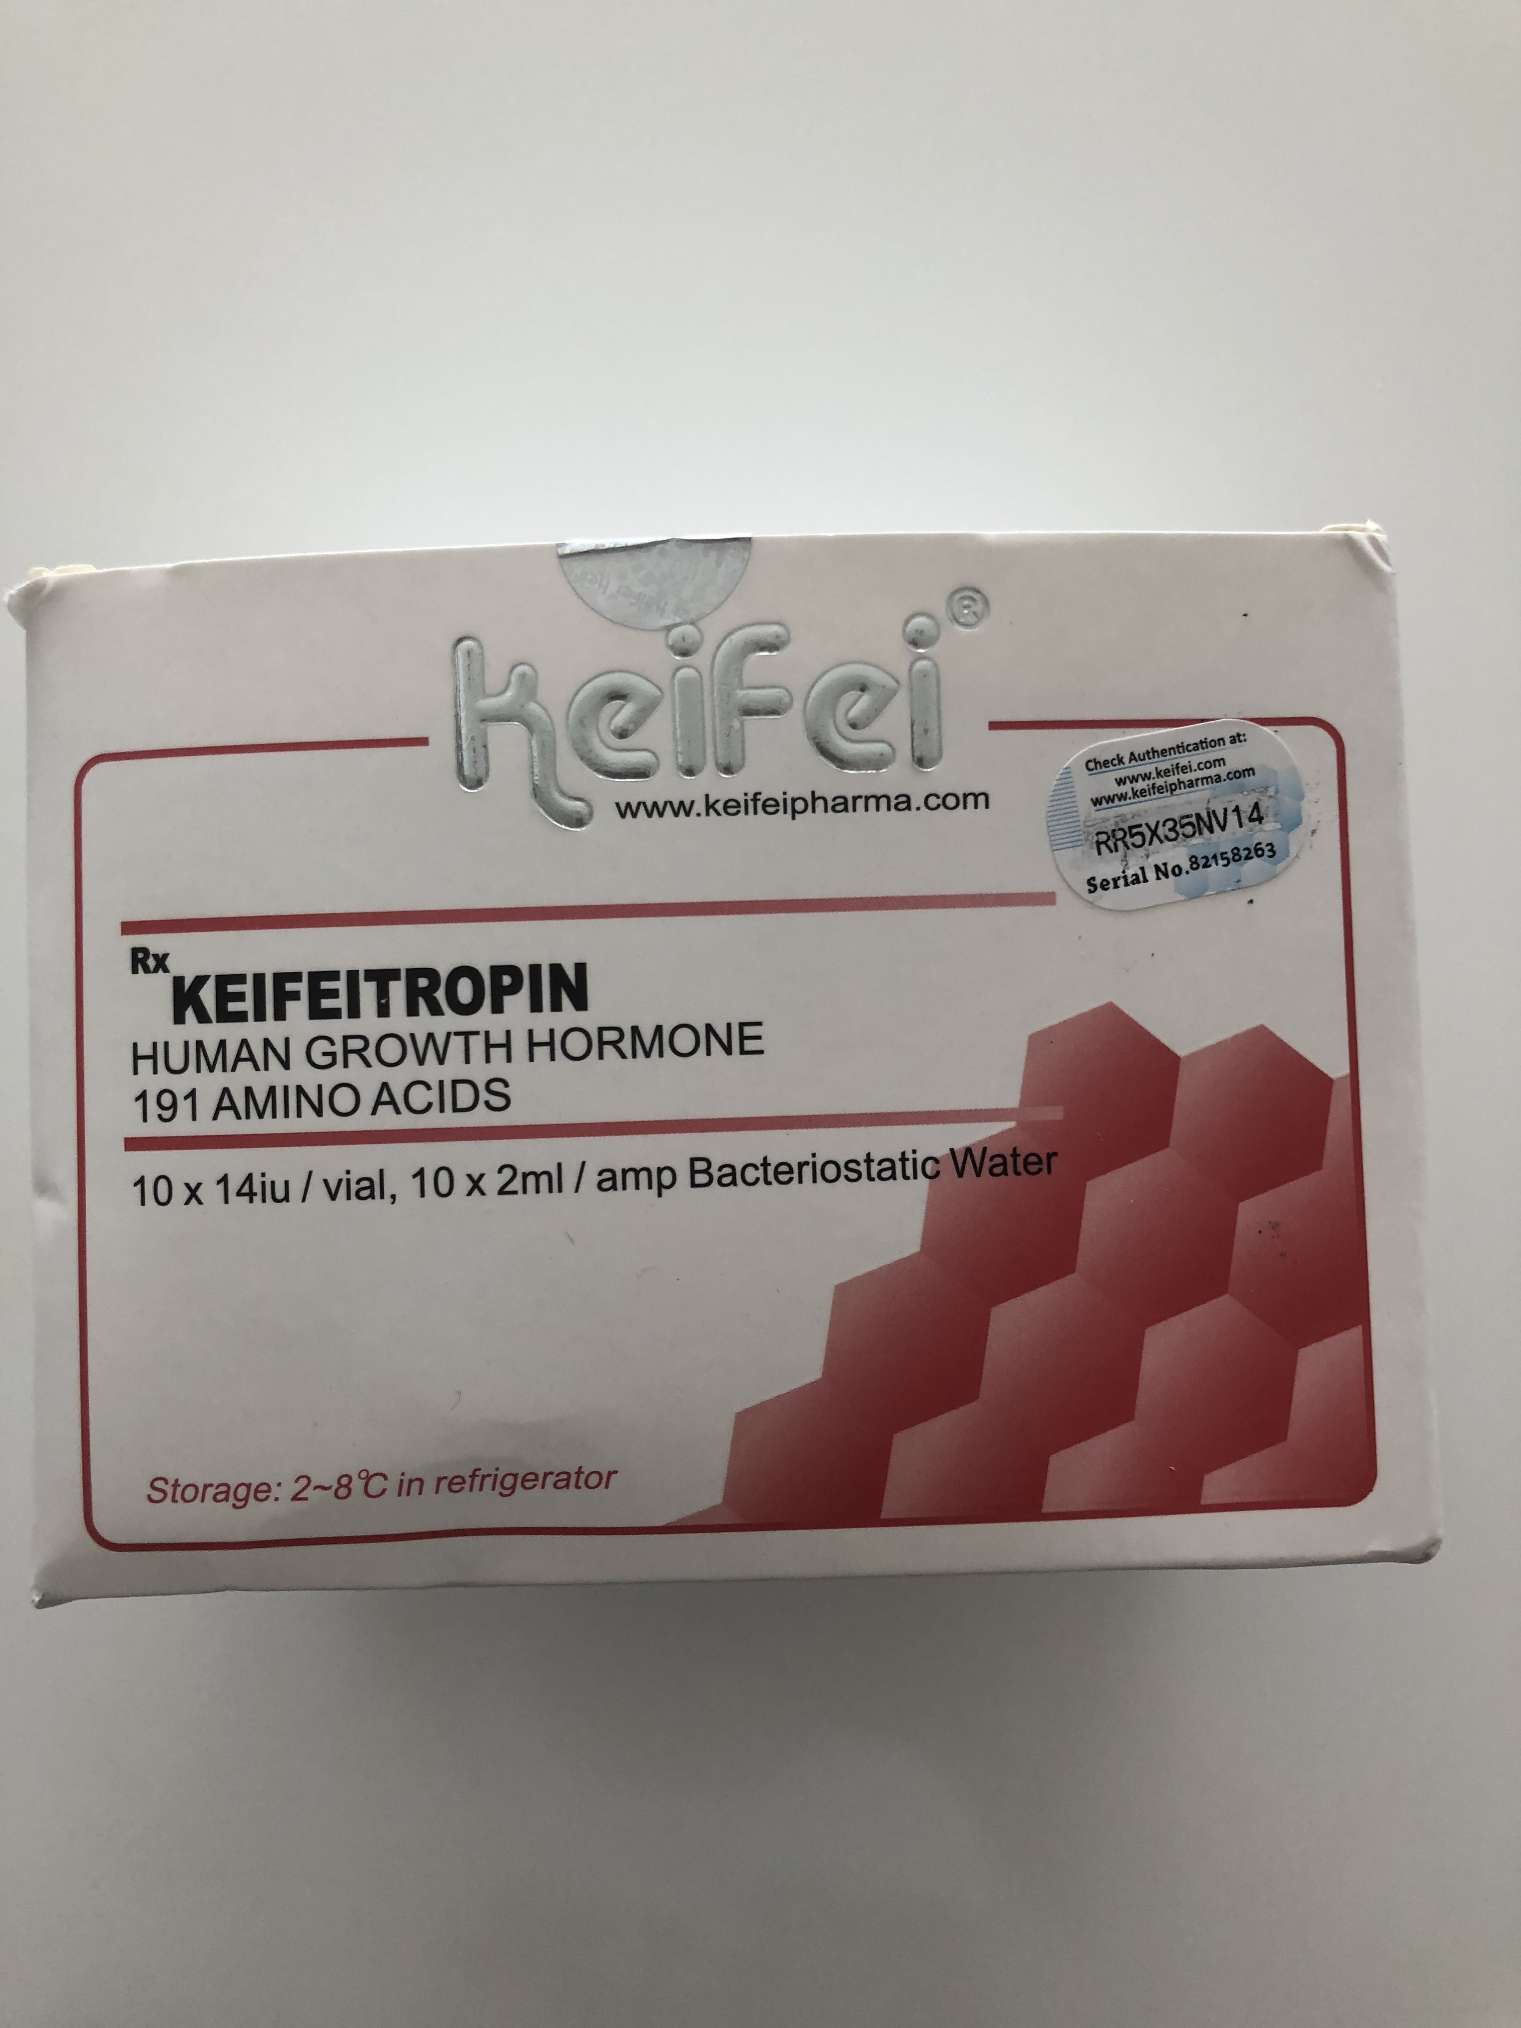 Keifei®
www.keifeipharma.com
Check Authentication at:
www.keifei.com
www.keifeipharma.com
RR5X35NV14
Serial No.82158263
Rx KEIFEITROPIN
HUMAN GROWTH HORMONE
191 AMINO ACIDS
10 x 14iu / vial, 10 x 2ml / amp Bacteriostatic Water
Storage: 2~8℃ in refrigerator